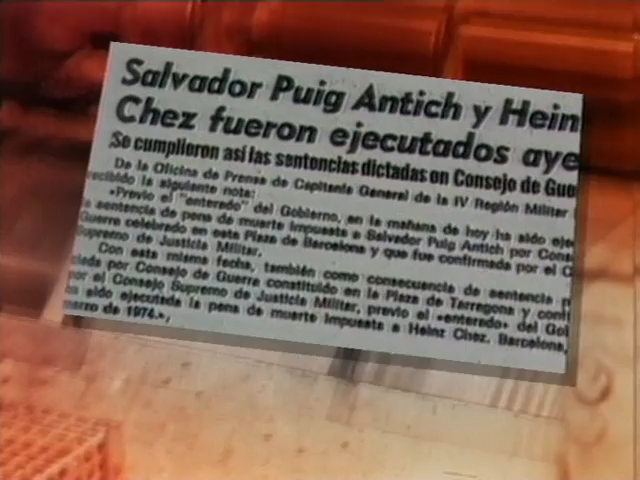 Salvador Puig Antich y Hein
Chez fueron ejecutados aye
Se cumplieron así las sentencias dictadas en Consejo de Gue
De la Oficina de Prensa de Capitanía General de la IV Región Militar
recibido la siguiente nota:
«Previo el "enterado" del Gobierno, en la mañana de hoy ha sido eje
la sentencia de pena de muerte impuesta a Salvador Puig Antich por Cons
Guerra celebrado en esta Plaza de Barcelona y que fue confirmada por el C
Supremo de Justicia Militar.
Con esta misma fecha, también como consecuencia de sentencia p
ciada por Consejo de Guerra constituido en la Plaza de Tarragona y conf
por el Consejo Supremo de Justicia Militar, previo el «enterado» del Gob
ha sido ejecutada la pena de muerte impuesta a Heinz Chez. Barcelona,
marzo de 1974.»